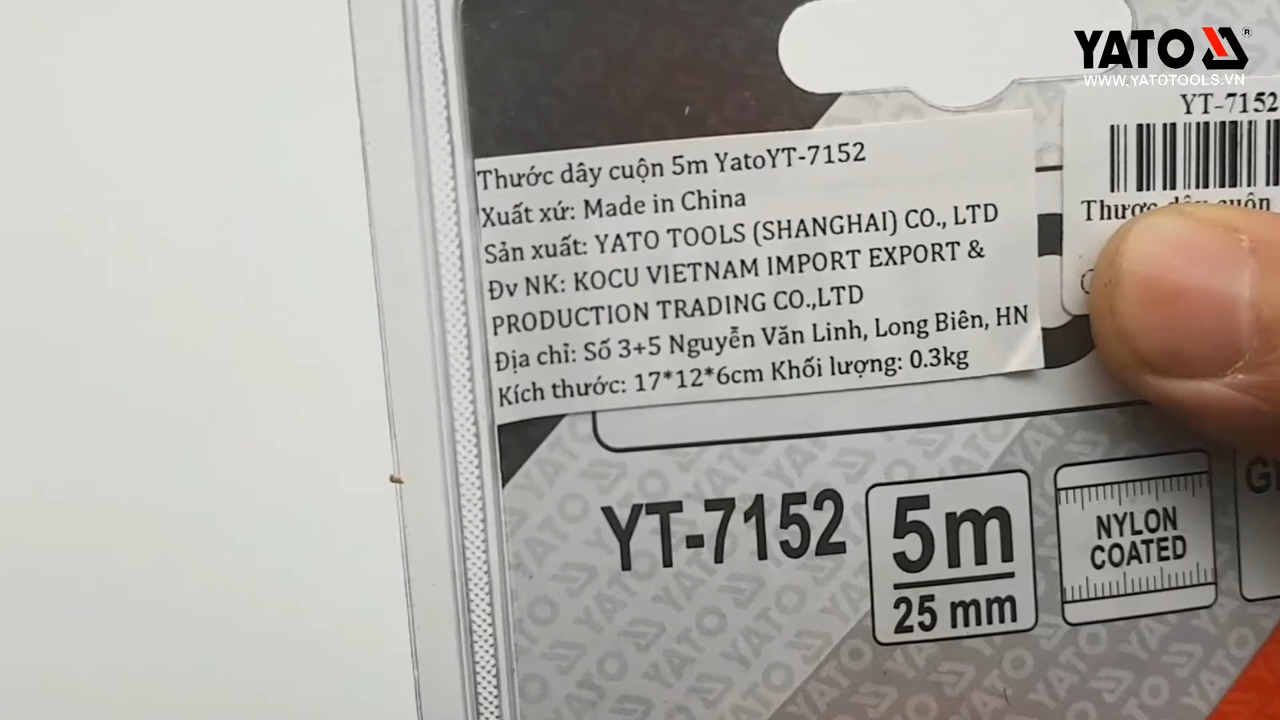 YATO®
WWW.YATOTOOLS.VN
YT-7152
Thước dây cuộn
Thước dây cuộn 5m YatoYT-7152
Xuất xứ: Made in China
Sản xuất: YATO TOOLS (SHANGHAI) CO., LTD
Đv NK: KOCU VIETNAM IMPORT EXPORT &
PRODUCTION TRADING CO.,LTD
Địa chỉ: Số 3+5 Nguyễn Văn Linh, Long Biên, HN
Kích thước: 17*12*6cm Khối lượng: 0.3kg
YT-7152
5m
25 mm
NYLON
COATED